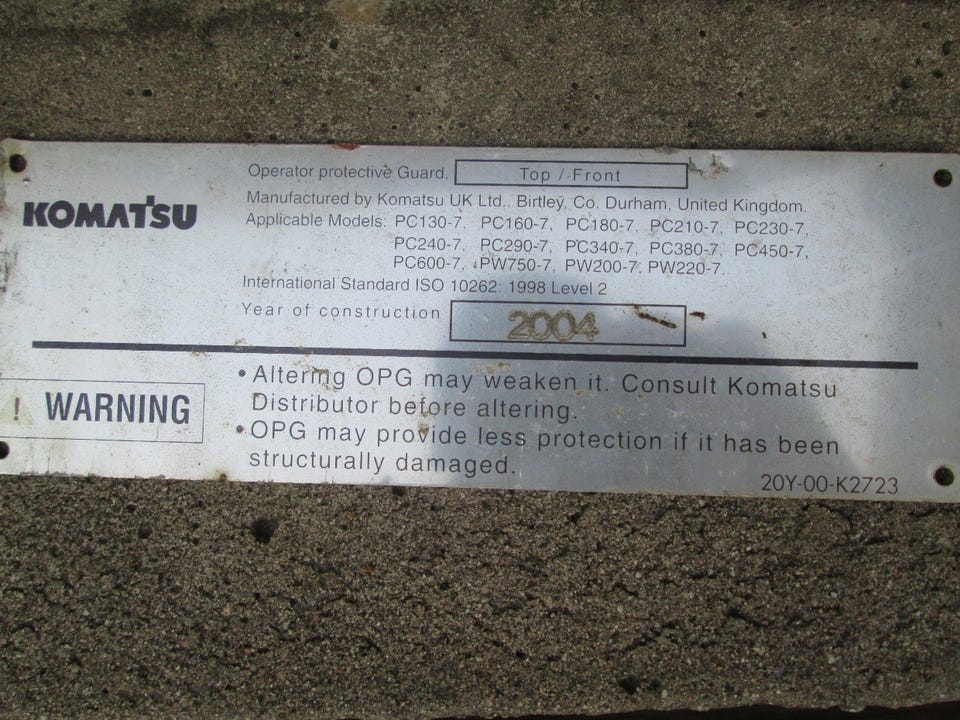 Operator protective Guard. Top / Front
KOMATSU
Manufactured by Komatsu UK Ltd., Birtley, Co. Durham, United Kingdom.
Applicable Models: PC130-7, PC160-7, PC180-7, PC210-7, PC230-7,
PC240-7, PC290-7, PC340-7, PC380-7, PC450-7,
PC600-7, PW750-7, PW200-7, PW220-7.
International Standard ISO 10262: 1998 Level 2
Year of construction 2004
! WARNING
• Altering OPG may weaken it. Consult Komatsu
Distributor before altering.
• OPG may provide less protection if it has been
structurally damaged.
20Y-00-K2723